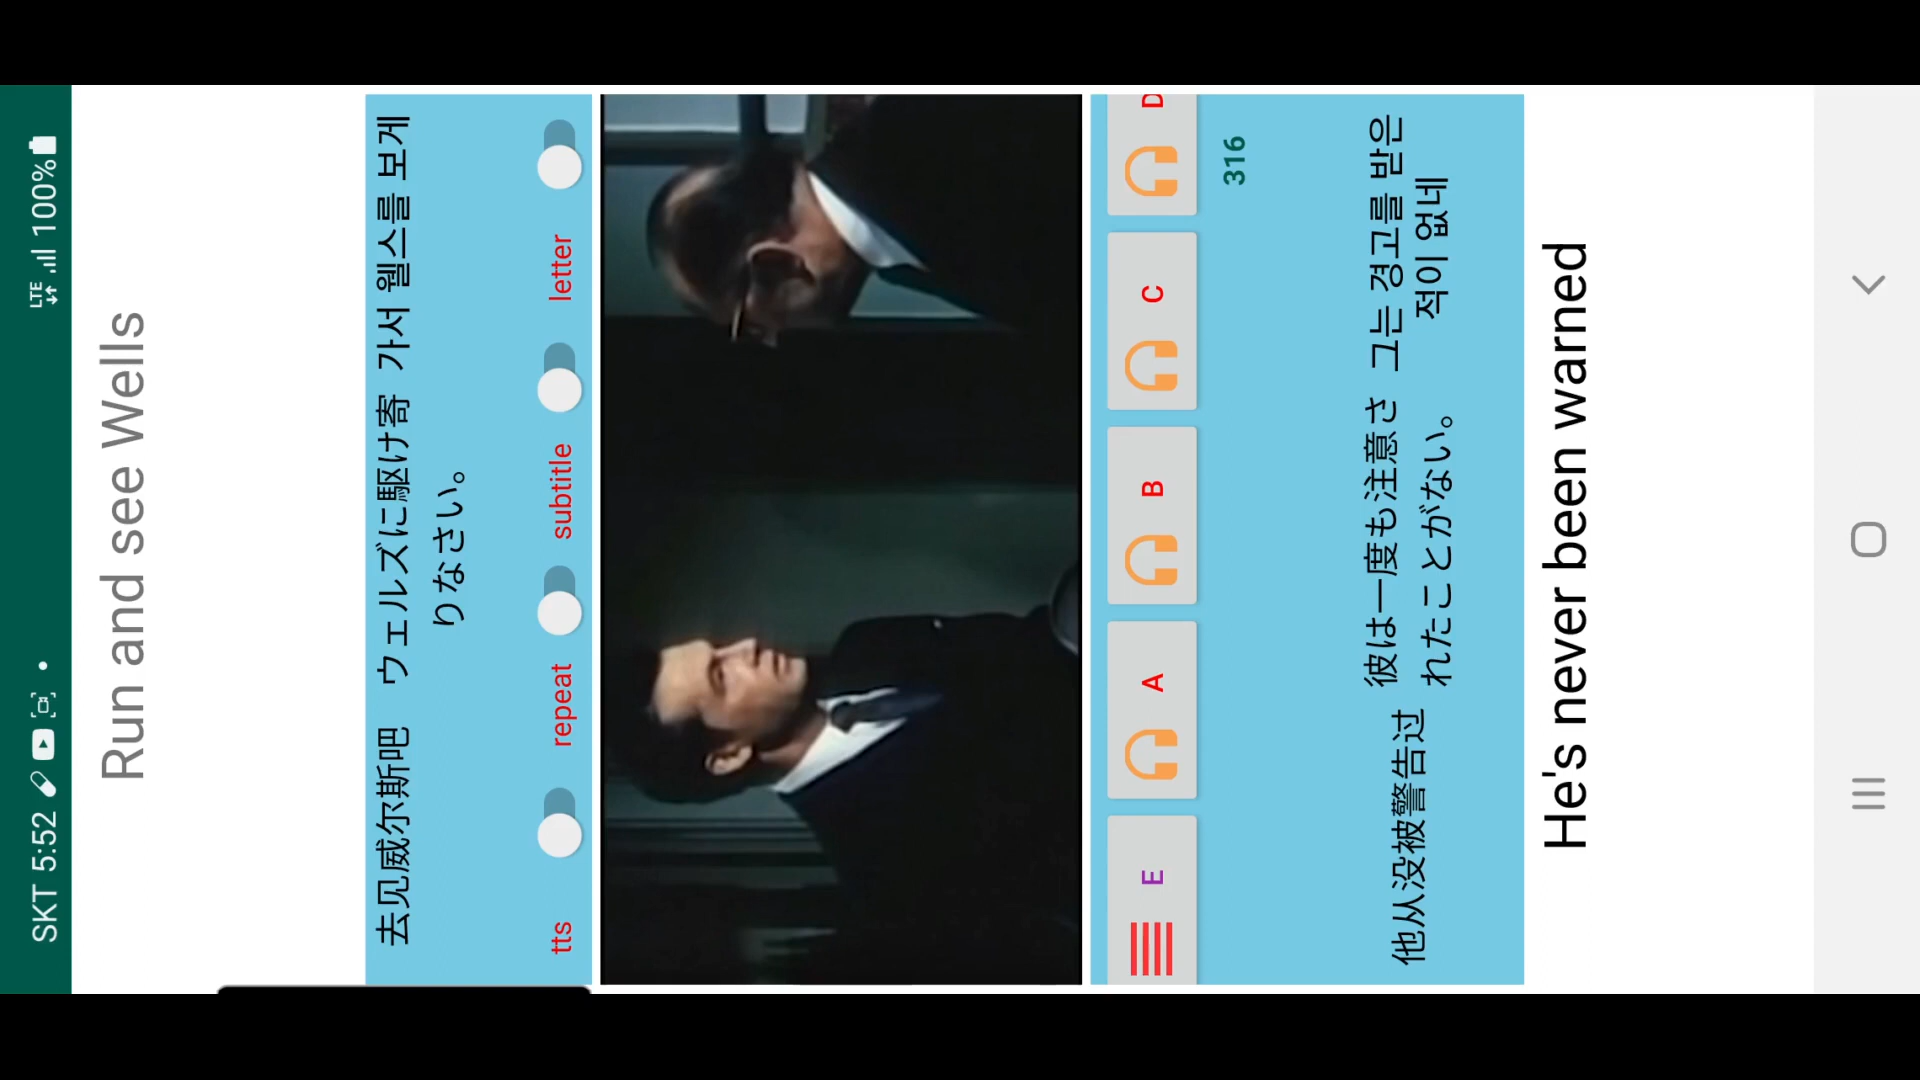 SKT 5:52 LTE 100%
Run and see Wells
去见威尔斯吧
ウェルズに駆け寄
りなさい。
가서 웰스를 보게
tts repeat subtitle letter
E A B C D
316
他从没被警告过
彼は一度も注意さ
れたことがない。
그는 경고를 받은
적이 없네
He's never been warned